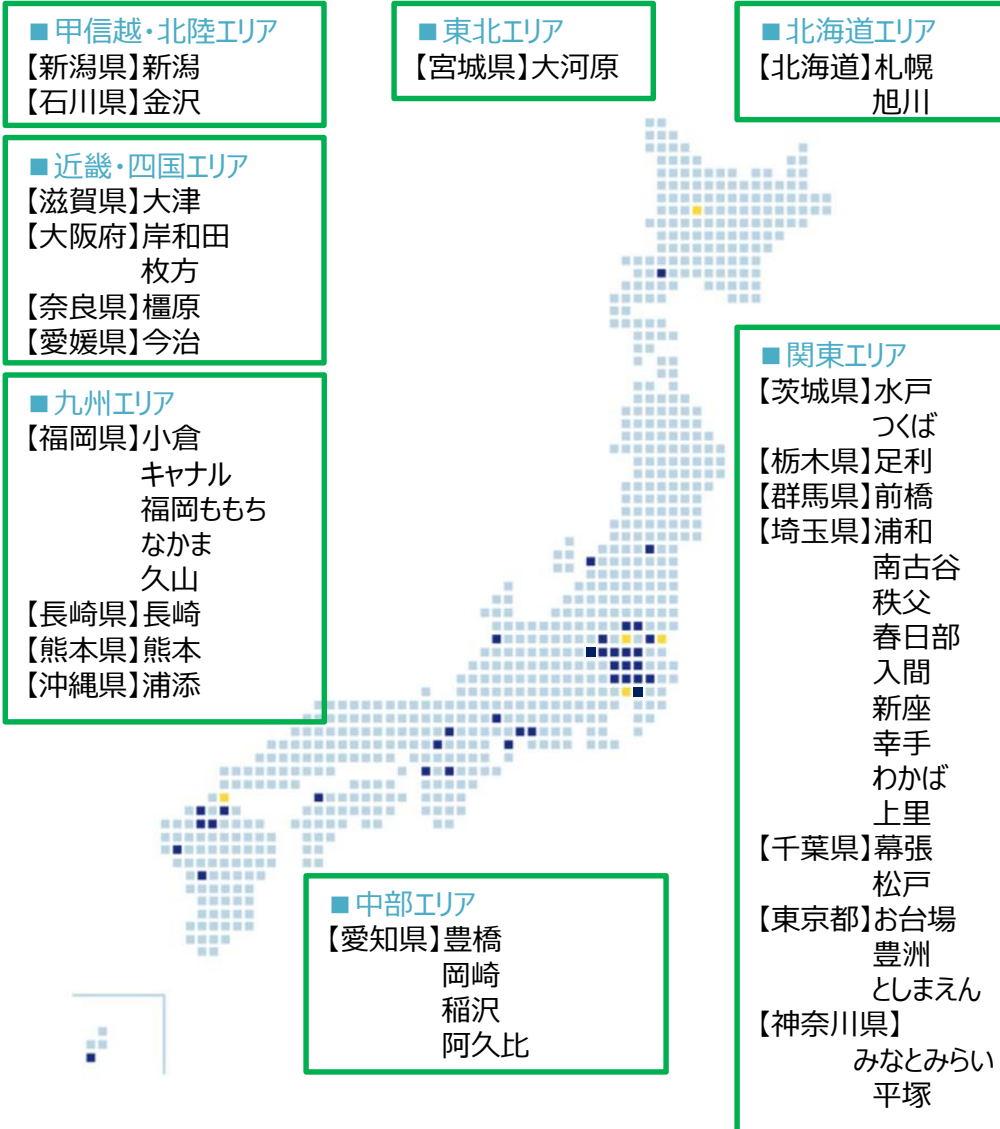 ■甲信越・北陸エリア
【新潟県】新潟
【石川県】金沢
■東北エリア
【宮城県】大河原
■北海道エリア
【北海道】札幌
旭川
■近畿・四国エリア
【滋賀県】大津
【大阪府】岸和田
枚方
【奈良県】橿原
【愛媛県】今治
■九州エリア
【福岡県】小倉
キャナル
福岡ももち
なかま
久山
【長崎県】長崎
【熊本県】熊本
【沖縄県】浦添
■関東エリア
【茨城県】水戸
つくば
【栃木県】足利
【群馬県】前橋
【埼玉県】浦和
南古谷
秩父
春日部
入間
新座
幸手
わかば
上里
【千葉県】幕張
松戸
【東京都】お台場
豊洲
としまえん
【神奈川県】
みなとみらい
平塚
■中部エリア
【愛知県】豊橋
岡崎
稲沢
阿久比